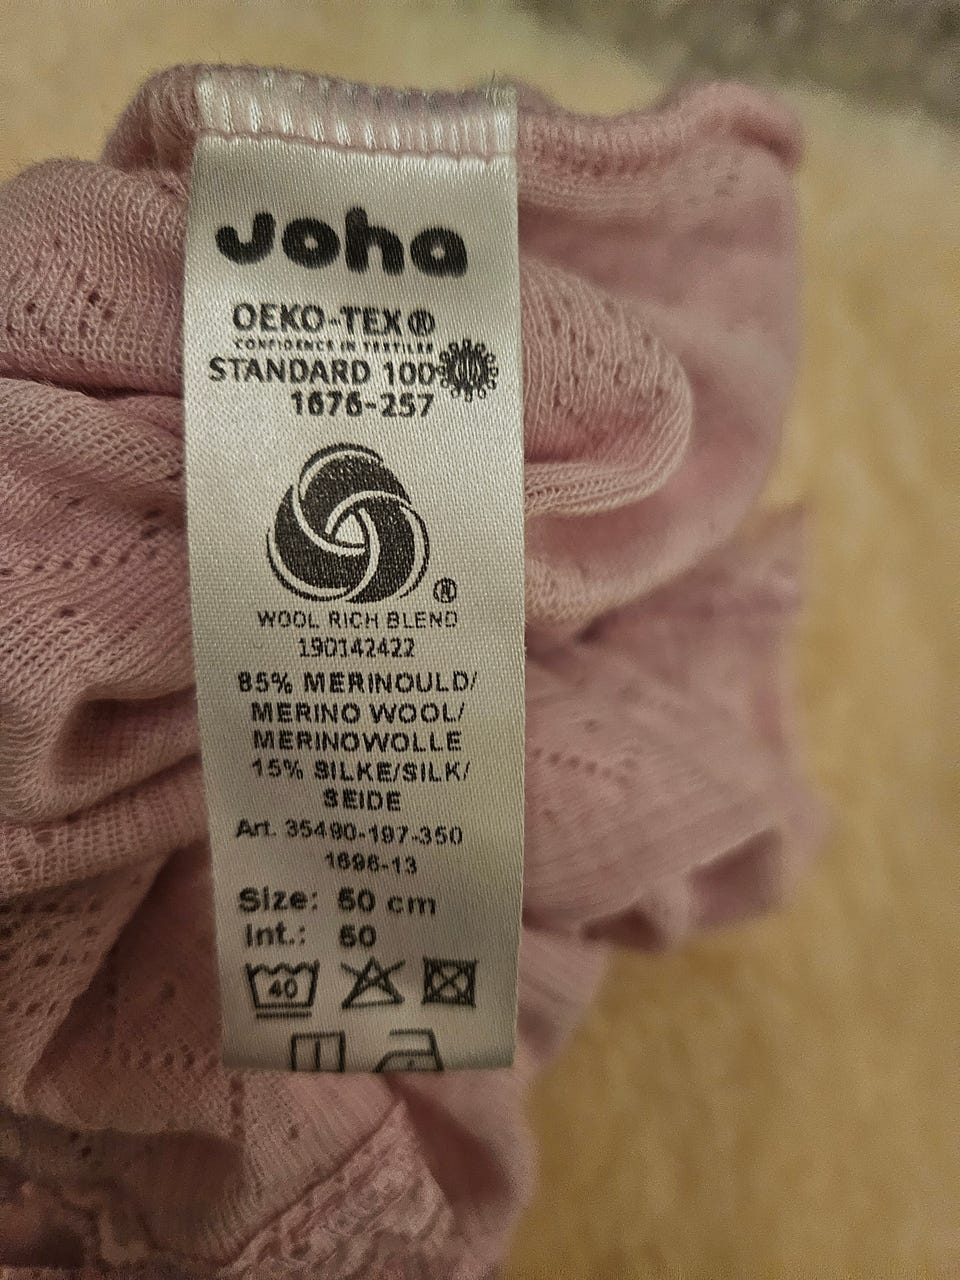 Joha
OEKO-TEX®
CONFIDENCE IN TEXTILES
STANDARD 100
1676-257
®
WOOL RICH BLEND
190142422
85% MERINOULD/
MERINO WOOL/
MERINOWOLLE
15% SILKE/SILK/
SEIDE
Art. 35490-197-350
1696-13
Size: 50 cm
Int.: 50
40